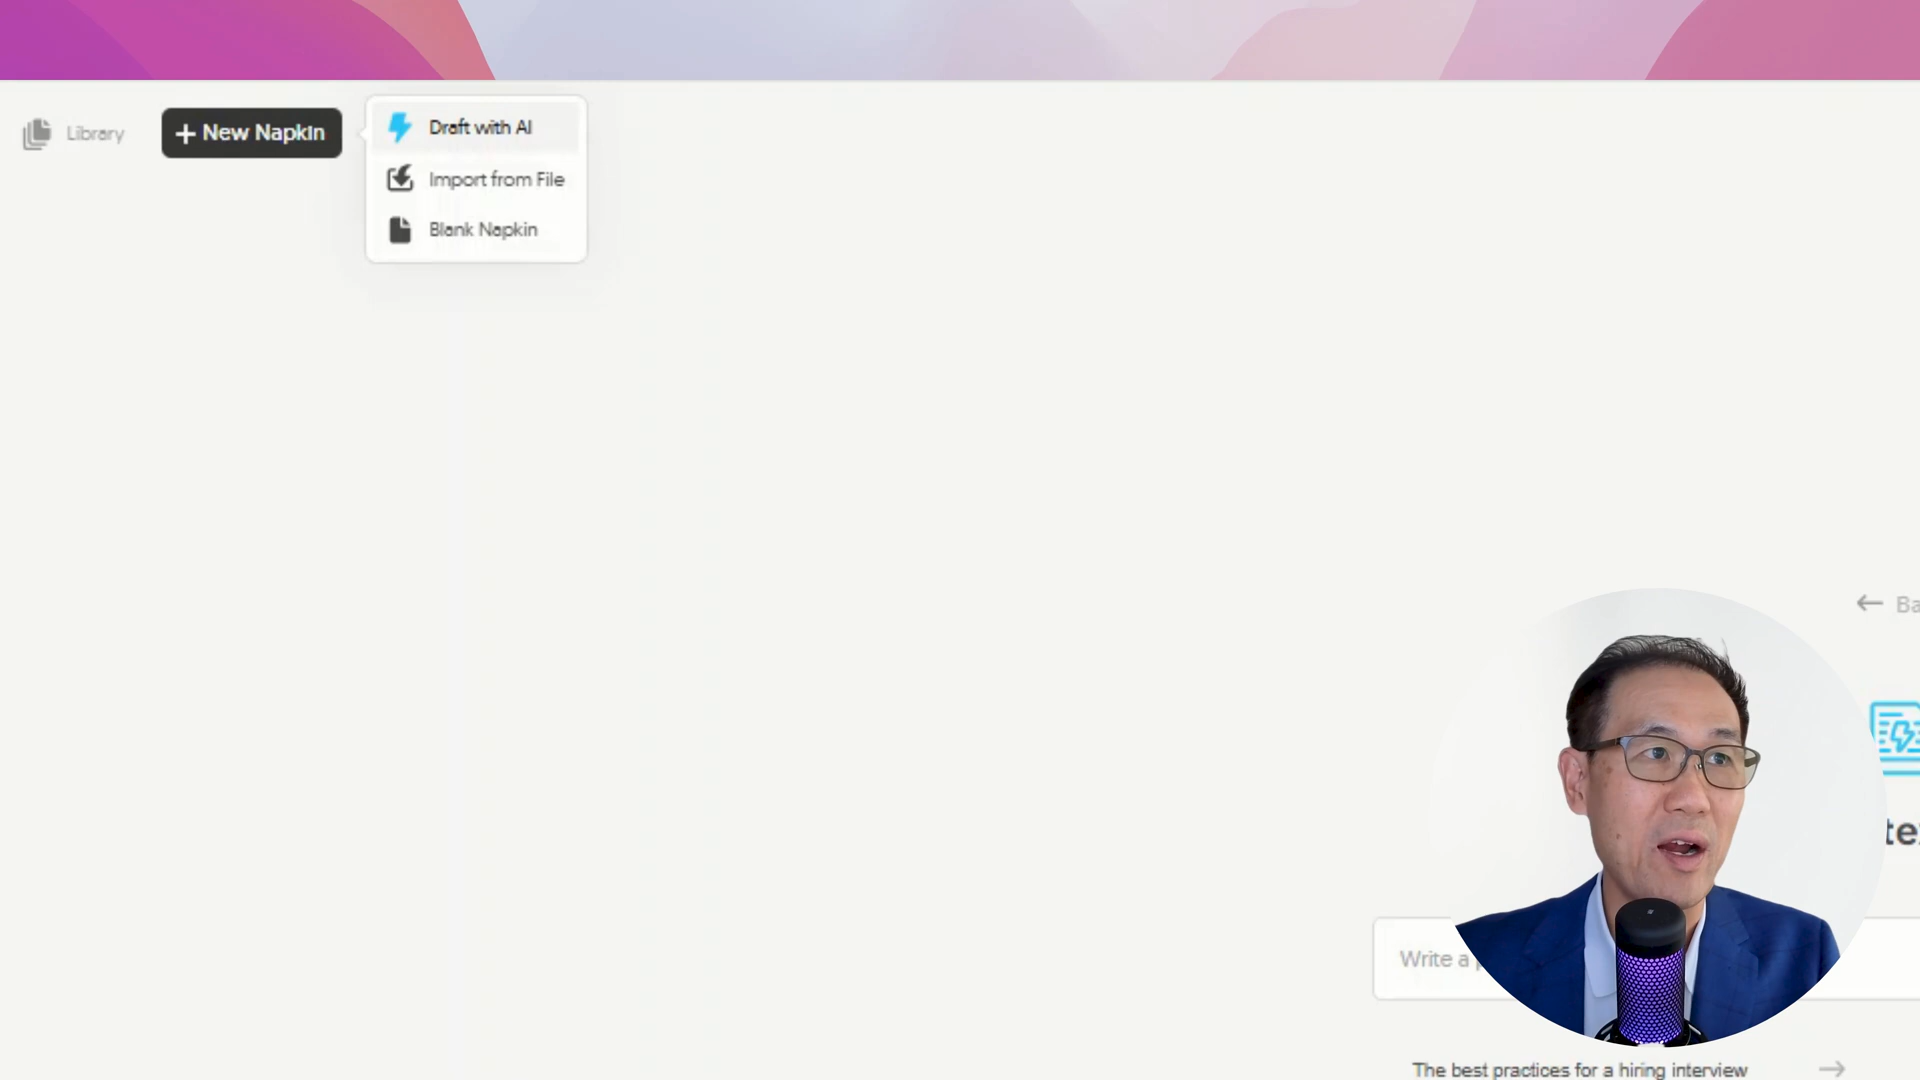 Library
New Napkin
Draft with AI
Import from File
Blank Napkin
Write a
The best practices for a hiring interview